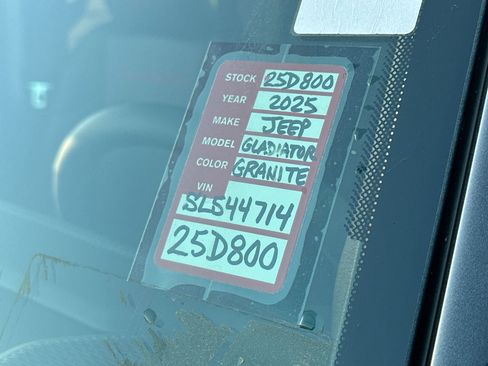 STOCK 25D800
YEAR 2025
MAKE JEEP
MODEL GLADIATOR
COLOR GRANITE
VIN
SL544714
25D800